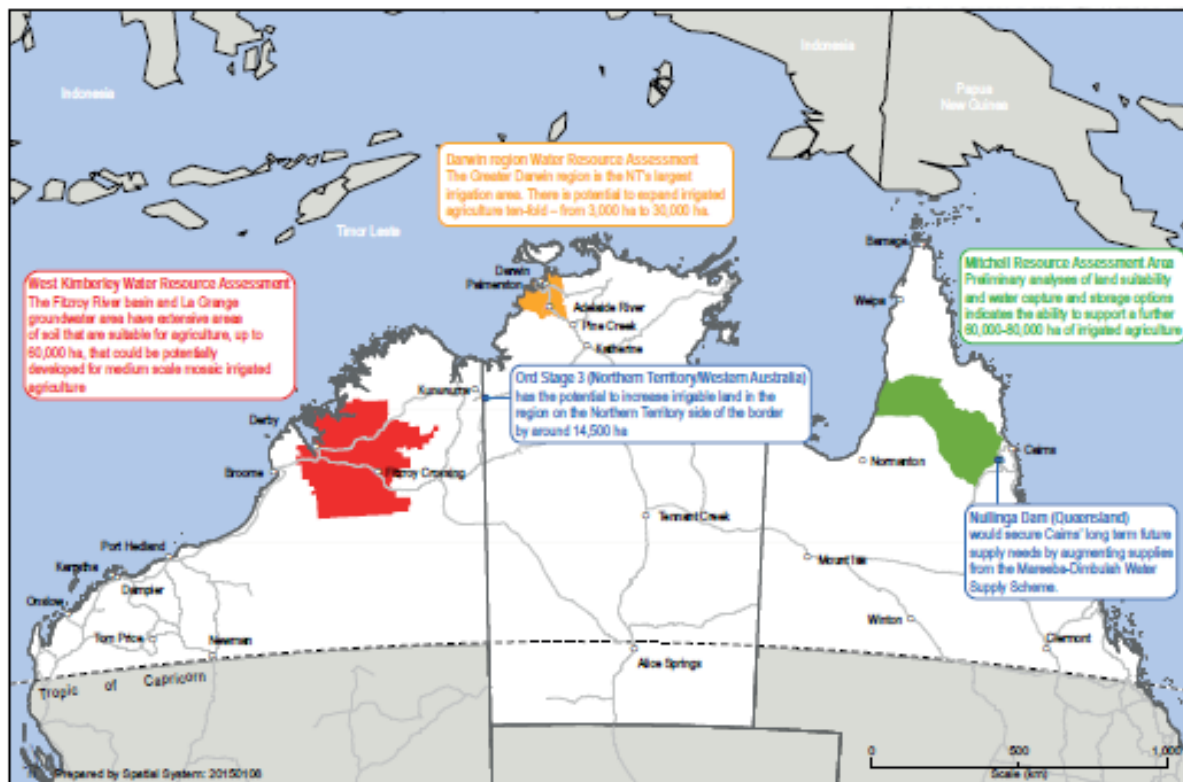 Indonesia
Indonesia
Papua
New Guinea
Timor Leste
Darwin region Water Resource Assessment
The Greater Darwin region is the NT's largest
irrigation area. There is potential to expand irrigated
agriculture ten-fold – from 3,000 ha to 30,000 ha.
West Kimberley Water Resource Assessment
The Fitzroy River basin and La Grange
groundwater area have extensive areas
of soil that are suitable for agriculture, up to
60,000 ha, that could be potentially
developed for medium scale mosaic irrigated
agriculture
Mitchell Resource Assessment Area
Preliminary analyses of land suitability
and water capture and storage options
indicates the ability to support a further
60,000-80,000 ha of irrigated agriculture
Ord Stage 3 (Northern Territory/Western Australia)
has the potential to increase irrigable land in the
region on the Northern Territory side of the border
by around 14,500 ha
Nullinga Dam (Queensland)
would secure Cairns' long term future
supply needs by augmenting supplies
from the Mareeba-Dimbulah Water
Supply Scheme.
Bamaga
Weipa
Darwin
Palmerston
Adelaide River
Pine Creek
Katherine
Kununurra
Derby
Broome
Fitzroy Crossing
Normanton
Cairns
Tennant Creek
Mount Isa
Port Hedland
Karratha
Dampier
Onslow
Tom Price
Newman
Winton
Clermont
Alice Springs
Tropic of Capricorn
0 500 1,000
Scale (km)
Prepared by Spatial System: 20150108